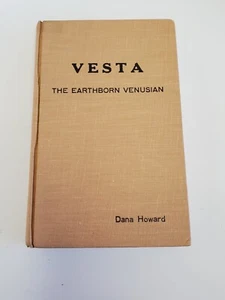 VESTA
THE EARTHBORN VENUSIAN
Dana Howard